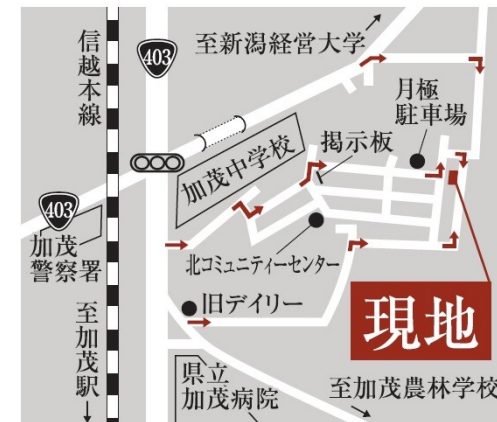 信越本線
403
至新潟経営大学
月極
駐車場
掲示板
加茂中学校
403
加茂
警察署
北コミュニティーセンター
旧デイリー
現地
至加茂駅
県立
加茂病院
至加茂農林学校